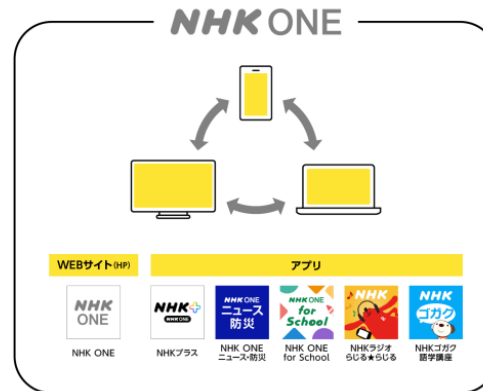 NHK ONE
WEBサイト(HP)
アプリ
NHK
ONE
NHK+
NHK ONE
NHK ONE
ニュース
防災
NHK ONE
for
School
NHK
NHK
ゴガク
NHK ONE
NHKプラス
NHK ONE
ニュース・防災
NHK ONE
for School
NHKラジオ
らじる★らじる
NHKゴガク
語学講座